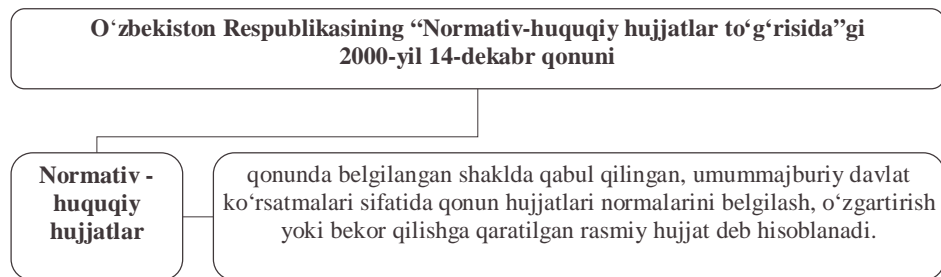 O‘zbekiston Respublikasining “Normativ-huquqiy hujjatlar to‘g‘risida”gi
2000-yil 14-dekabr qonuni
Normativ -
huquqiy
hujjatlar
qonunda belgilangan shaklda qabul qilingan, umummajburiy davlat
ko‘rsatmalari sifatida qonun hujjatlari normalarini belgilash, o‘zgartirish
yoki bekor qilishga qaratilgan rasmiy hujjat deb hisoblanadi.